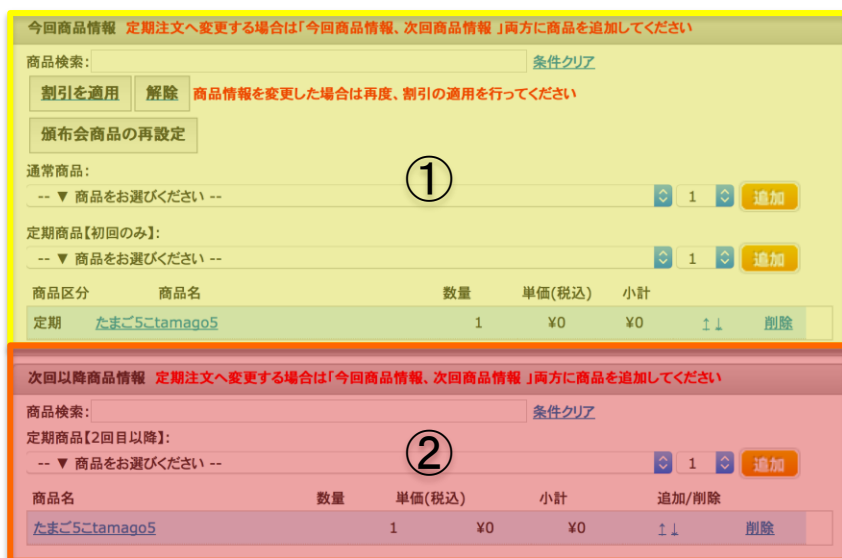 今回商品情報 定期注文へ変更する場合は「今回商品情報、次回商品情報 」両方に商品を追加してください
商品検索: 条件クリア
割引を適用 解除 商品情報を変更した場合は再度、割引の適用を行ってください
頒布会商品の再設定
①
通常商品:
-- ▼ 商品をお選びください -- 1 追加
定期商品【初回のみ】:
-- ▼ 商品をお選びください -- 1 追加
商品区分 商品名 数量 単価(税込) 小計
定期 たまご5こtamago5 1 ¥0 ¥0 ↑↓ 削除
次回以降商品情報 定期注文へ変更する場合は「今回商品情報、次回商品情報 」両方に商品を追加してください
商品検索: 条件クリア
定期商品【2回目以降】:
②
-- ▼ 商品をお選びください -- 1 追加
商品名 数量 単価(税込) 小計 追加/削除
たまご5こtamago5 1 ¥0 ¥0 ↑↓ 削除